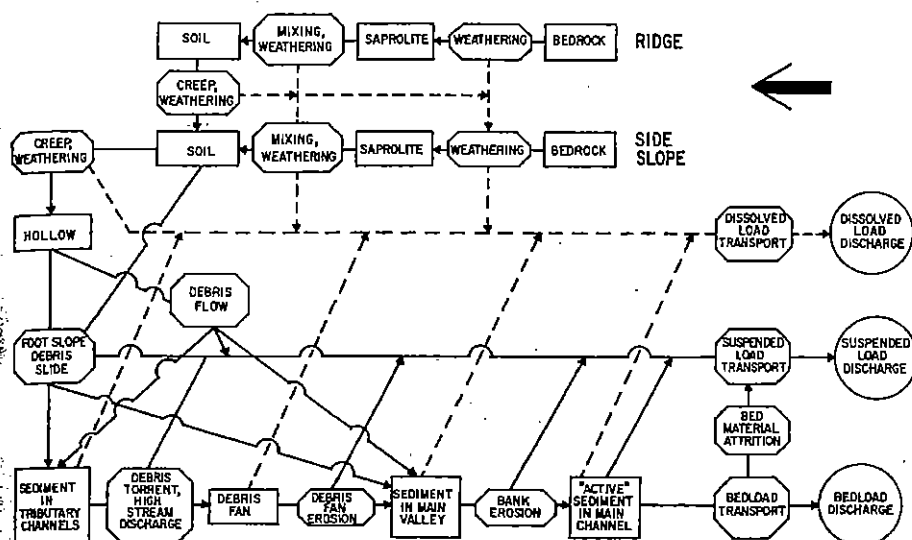 SOIL
MIXING,
WEATHERING
SAPROLITE
WEATHERING
BEDROCK
RIDGE
CREEP,
WEATHERING
CREEP,
WEATHERING
SOIL
MIXING,
WEATHERING
SAPROLITE
WEATHERING
BEDROCK
SIDE
SLOPE
HOLLOW
DISSOLVED
LOAD
TRANSPORT
DISSOLVED
LOAD
DISCHARGE
DEBRIS
FLOW
FOOT SLOPE
DEBRIS
SLIDE
SUSPENDED
LOAD
TRANSPORT
SUSPENDED
LOAD
DISCHARGE
BED
MATERIAL
ATTRITION
SEDIMENT
IN
TRIBUTARY
CHANNELS
DEBRIS
TORRENT,
HIGH
STREAM
DISCHARGE
DEBRIS
FAN
DEBRIS
FAN
EROSION
SEDIMENT
IN MAIN
VALLEY
BANK
EROSION
"ACTIVE"
SEDIMENT
IN MAIN
CHANNEL
BEDLOAD
TRANSPORT
BEDLOAD
DISCHARGE